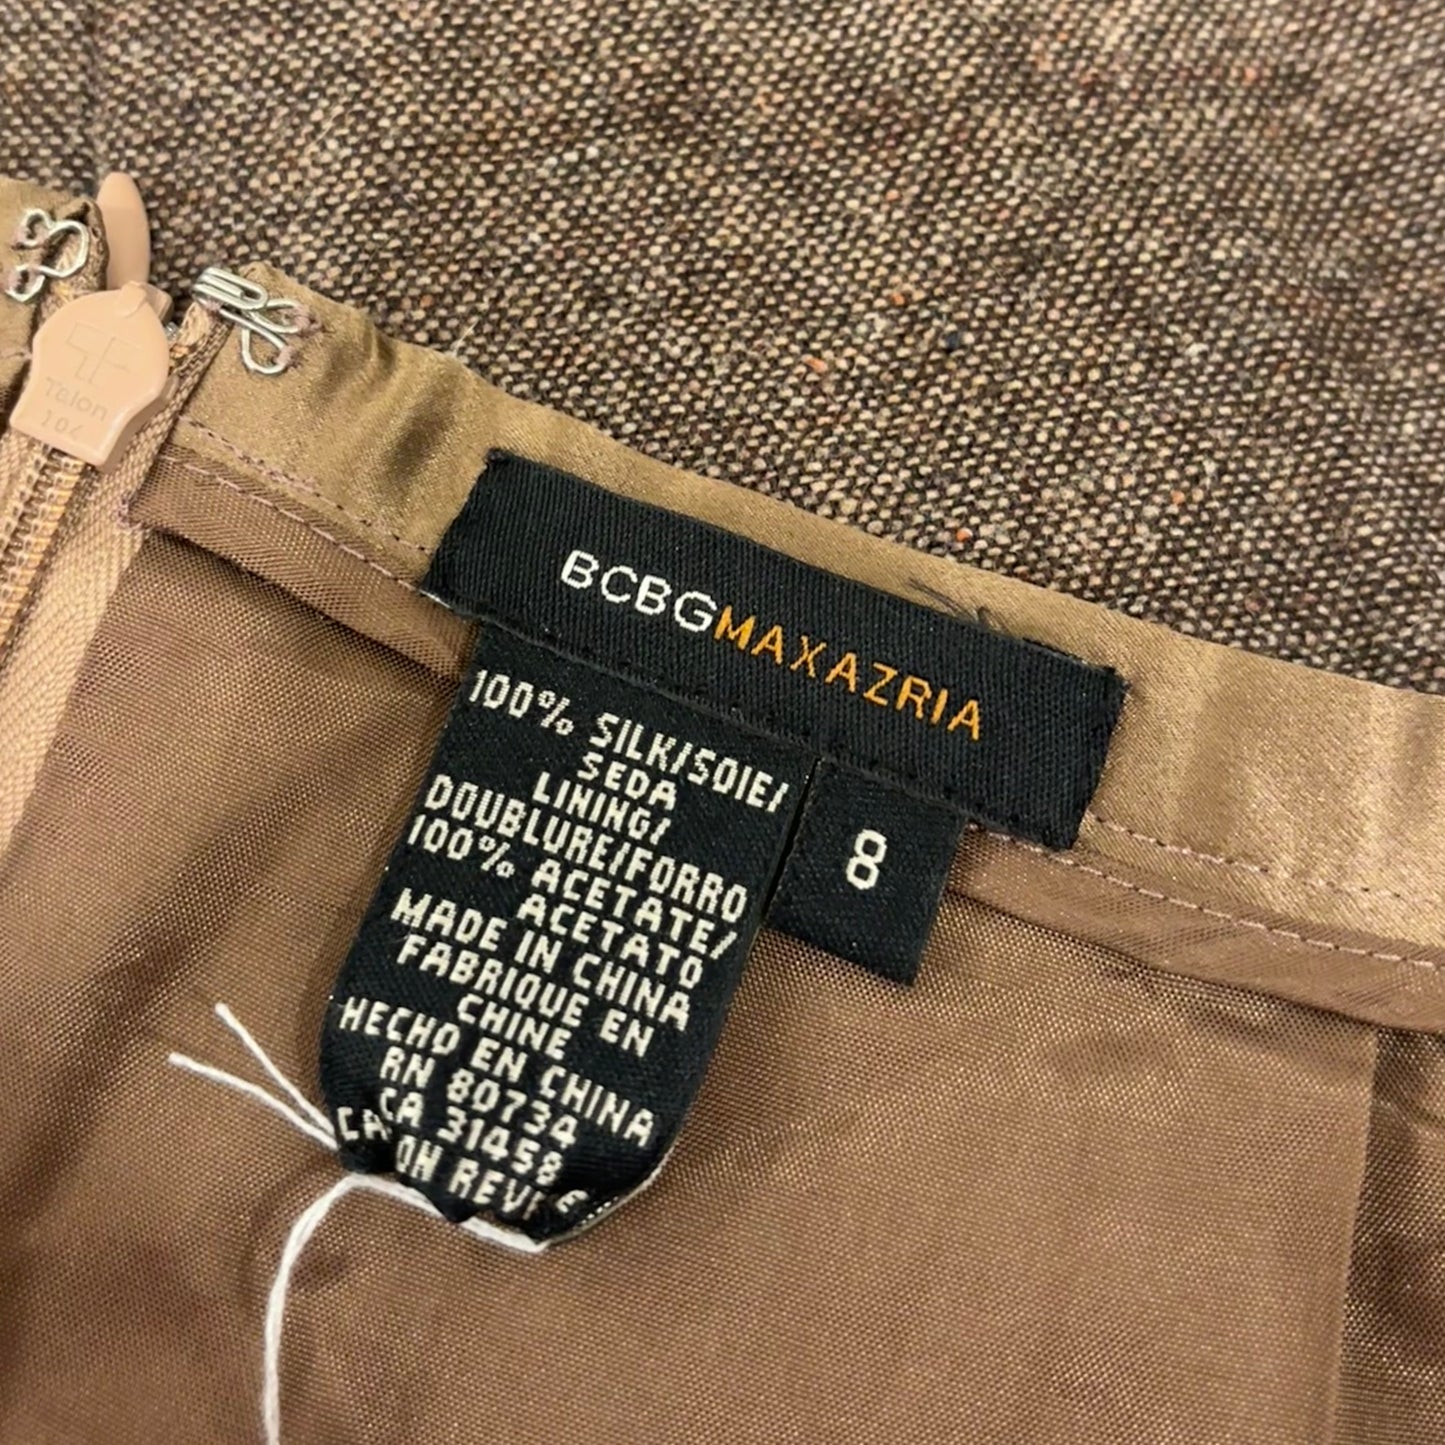 Talon
BCBGMAXAZRIA
100% SILK/SOIE/
SEDA
LINING/
DOUBLURE/FORRO
100% ACETATE/
ACETATO
MADE IN CHINA
FABRIQUE EN
CHINE
HECHO EN CHINA
RN 80734
CA 31458
8